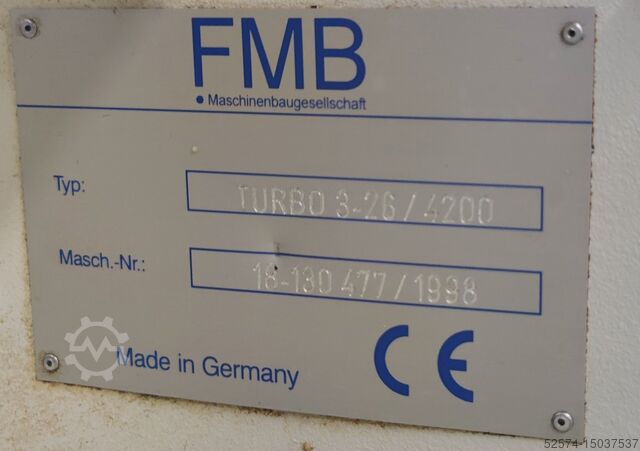 FMB
• Maschinenbaugesellschaft
Typ: TURBO 3-26/4200
Masch.-Nr.: 18-130 477/1998
Made in Germany CE
52574-15037537